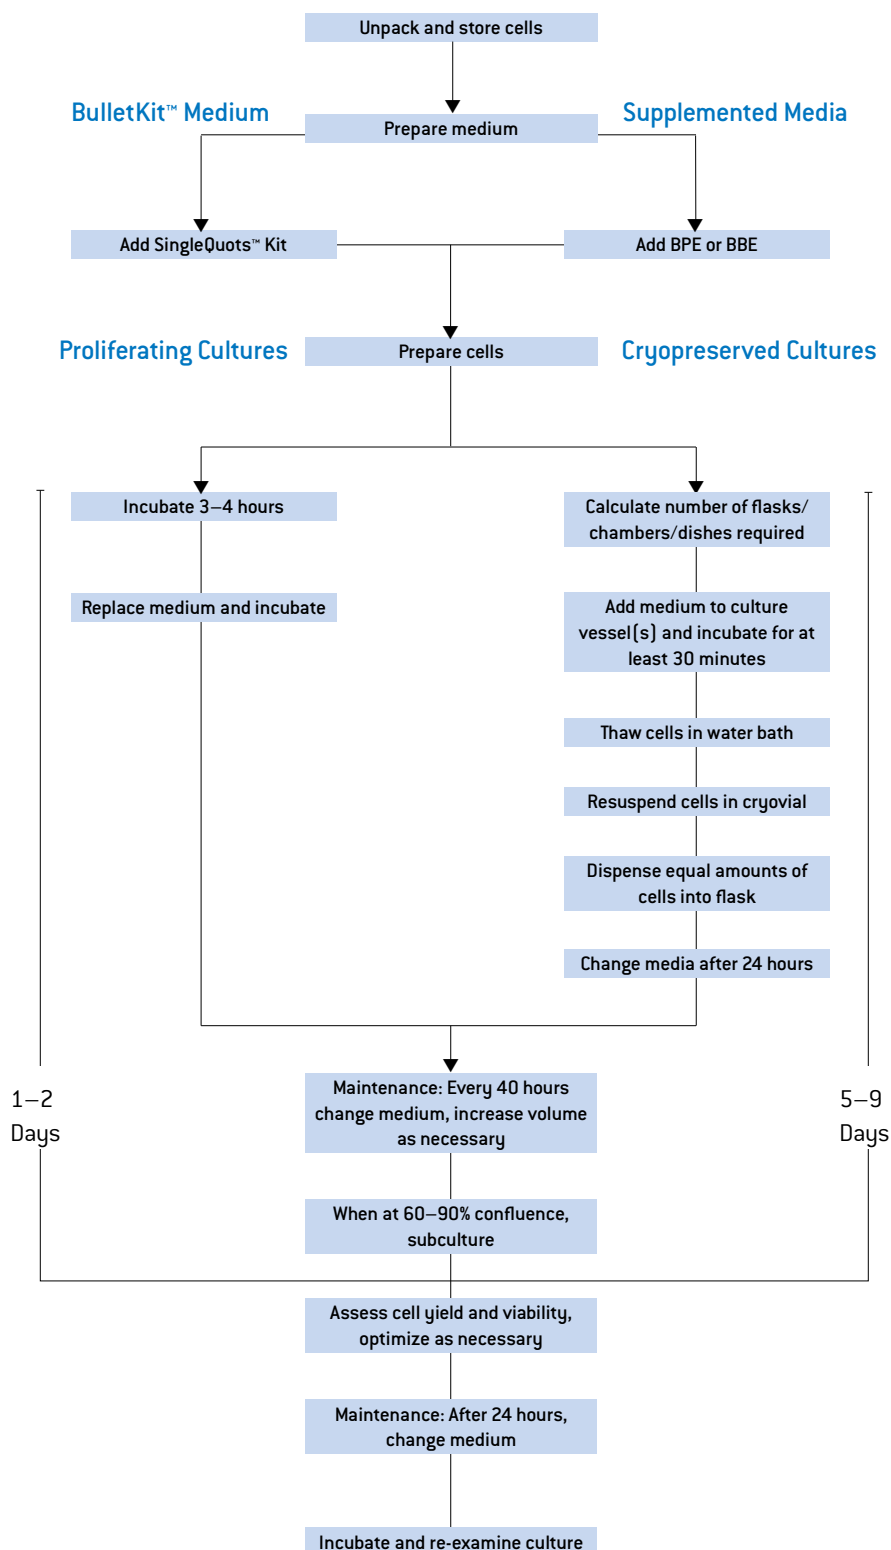 Unpack and store cells
BulletKit™ Medium
Supplemented Media
Prepare medium
Add SingleQuots™ Kit
Add BPE or BBE
Proliferating Cultures
Prepare cells
Cryopreserved Cultures
Incubate 3–4 hours
Replace medium and incubate
Calculate number of flasks/
chambers/dishes required
Add medium to culture
vessel(s) and incubate for at
least 30 minutes
Thaw cells in water bath
Resuspend cells in cryovial
Dispense equal amounts of
cells into flask
Change media after 24 hours
1–2
Days
Maintenance: Every 40 hours
change medium, increase volume
as necessary
5–9
Days
When at 60–90% confluence,
subculture
Assess cell yield and viability,
optimize as necessary
Maintenance: After 24 hours,
change medium
Incubate and re-examine culture